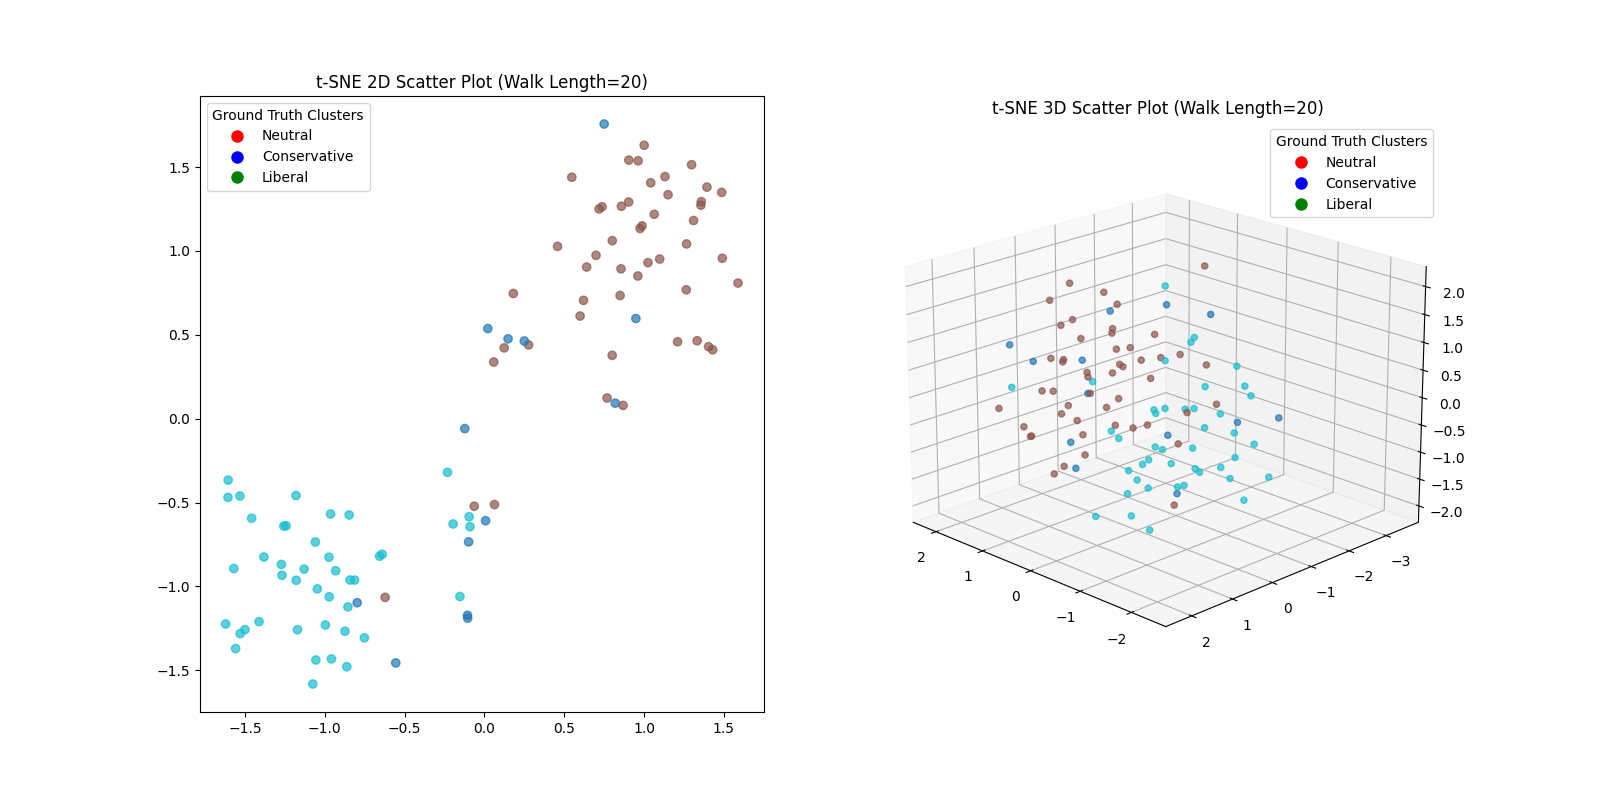 t-SNE 2D Scatter Plot (Walk Length=20)
Ground Truth Clusters
Neutral
Conservative
Liberal
1.5
1.0
0.5
0.0
−0.5
−1.0
−1.5
−1.5 −1.0 −0.5 0.0 0.5 1.0 1.5
t-SNE 3D Scatter Plot (Walk Length=20)
Ground Truth Clusters
Neutral
Conservative
Liberal
2.0
1.5
1.0
0.5
0.0
−0.5
−1.0
−1.5
−2.0
2
1
0
−1
−2
2
1
0
−1
−2
−3